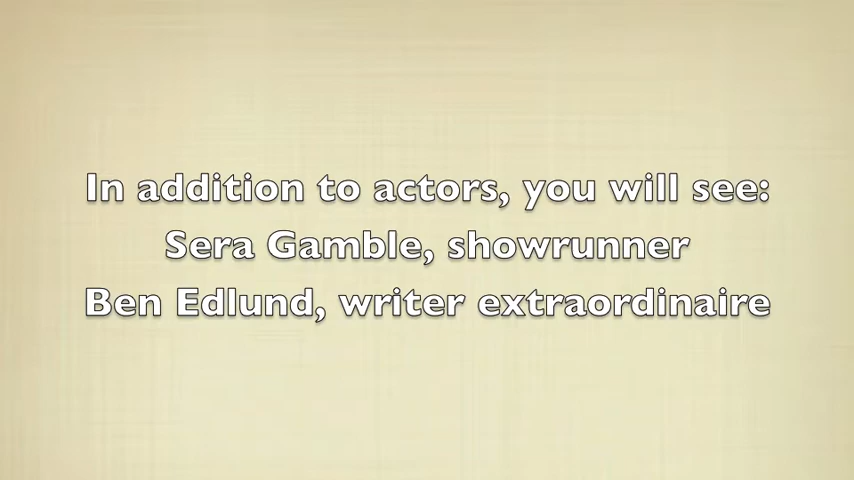 In addition to actors, you will see:
Sera Gamble, showrunner
Ben Edlund, writer extraordinaire